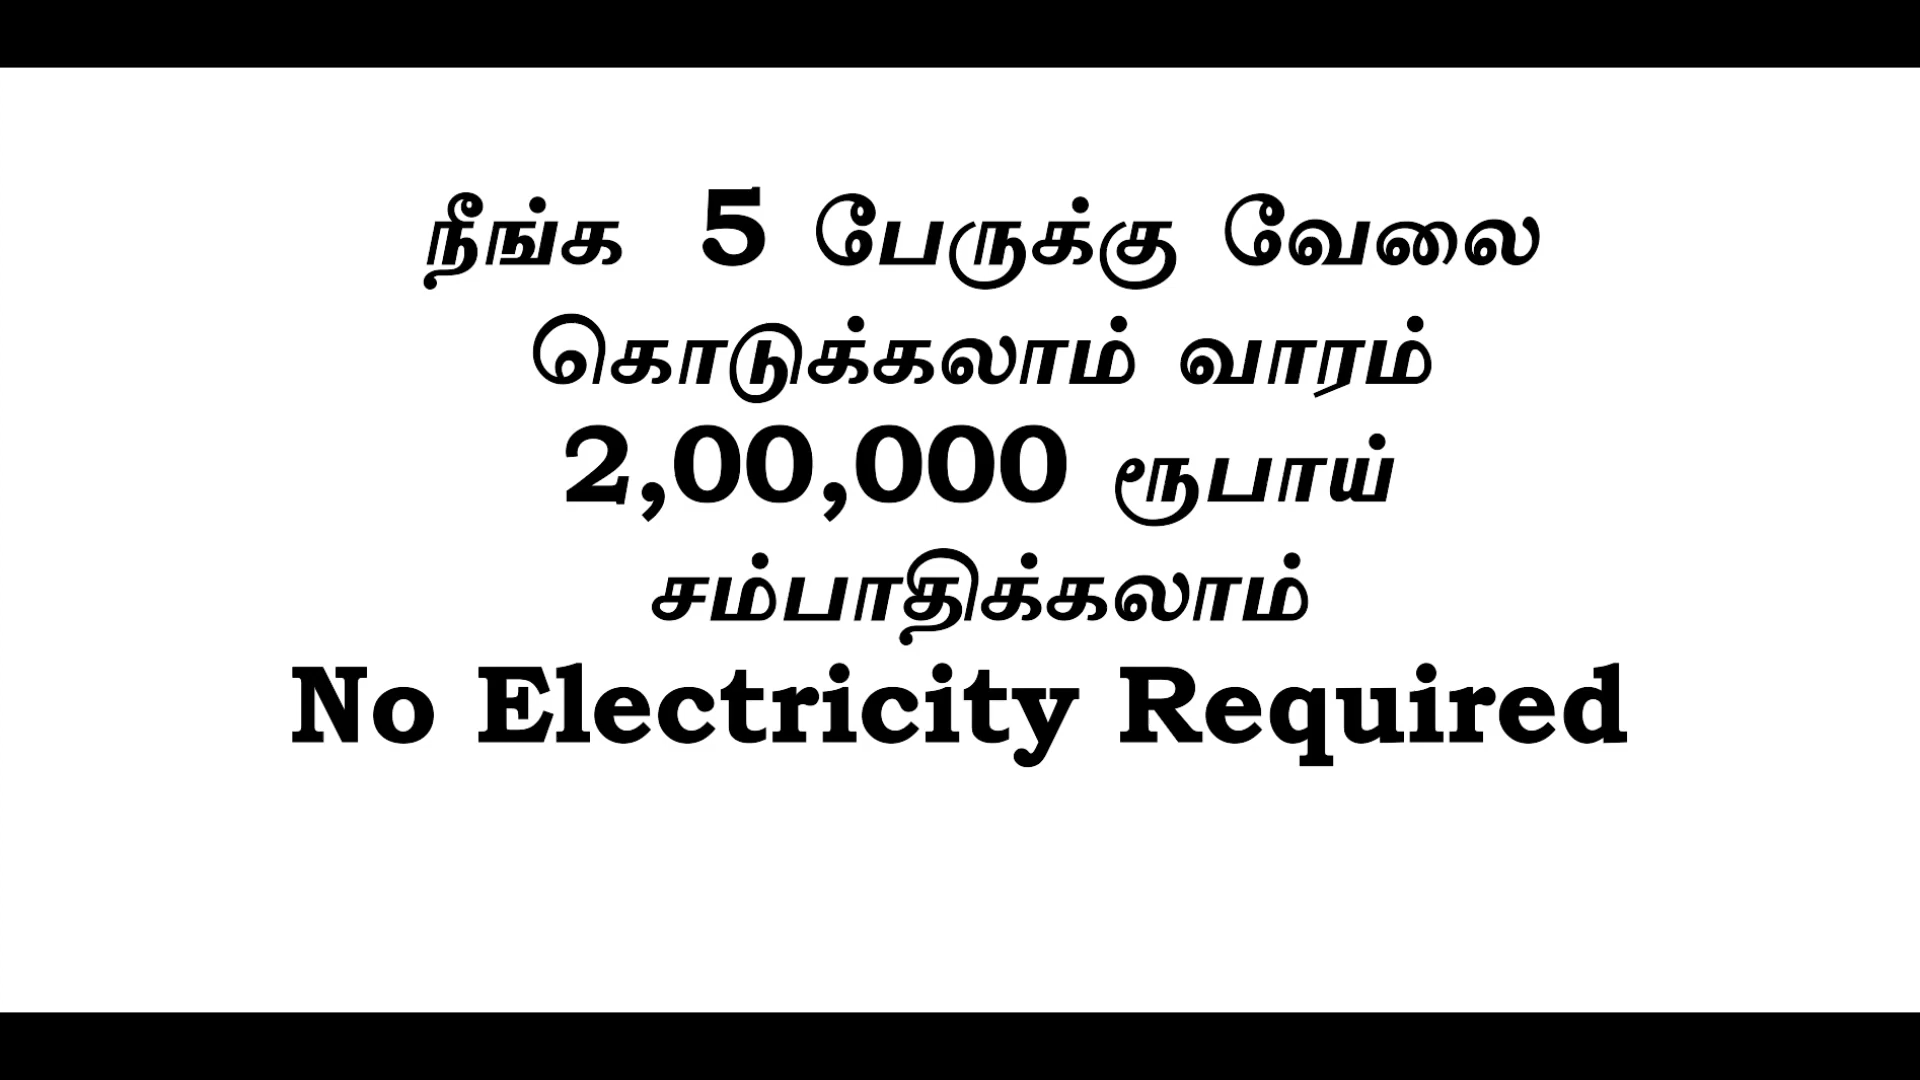 நீங்க 5 பேருக்கு வேலை
கொடுக்கலாம் வாரம்
2,00,000 ரூபாய்
சம்பாதிக்கலாம்
No Electricity Required